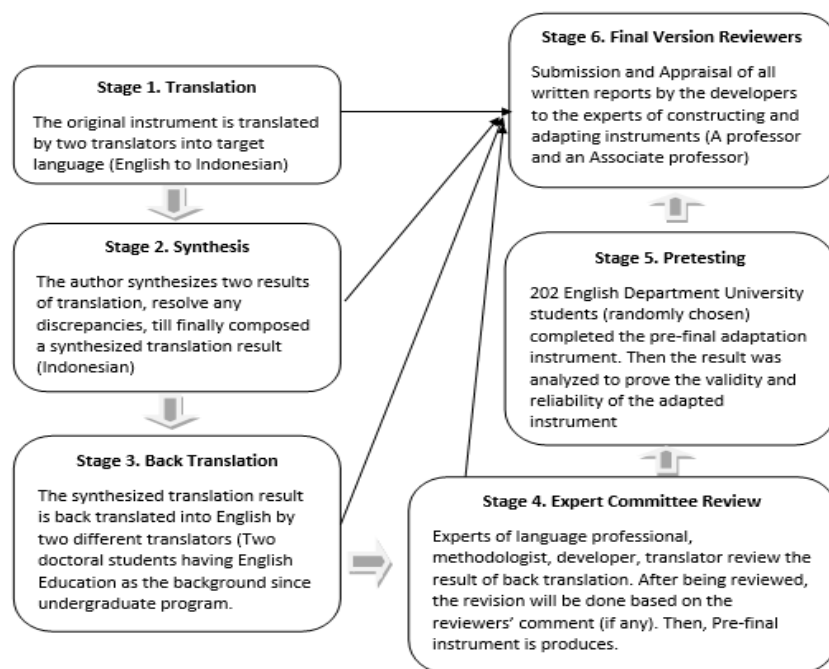 Stage 1. Translation
The original instrument is translated
by two translators into target
language (English to Indonesian)
Stage 2. Synthesis
The author synthesizes two results
of translation, resolve any
discrepancies, till finally composed
a synthesized translation result
(Indonesian)
Stage 3. Back Translation
The synthesized translation result
is back translated into English by
two different translators (Two
doctoral students having English
Education as the background since
undergraduate program.
Stage 4. Expert Committee Review
Experts of language professional,
methodologist, developer, translator review the
result of back translation. After being reviewed,
the revision will be done based on the
reviewers' comment (if any). Then, Pre-final
instrument is produces.
Stage 5. Pretesting
202 English Department University
students (randomly chosen)
completed the pre-final adaptation
instrument. Then the result was
analyzed to prove the validity and
reliability of the adapted
instrument
Stage 6. Final Version Reviewers
Submission and Appraisal of all
written reports by the developers
to the experts of constructing and
adapting instruments (A professor
and an Associate professor)